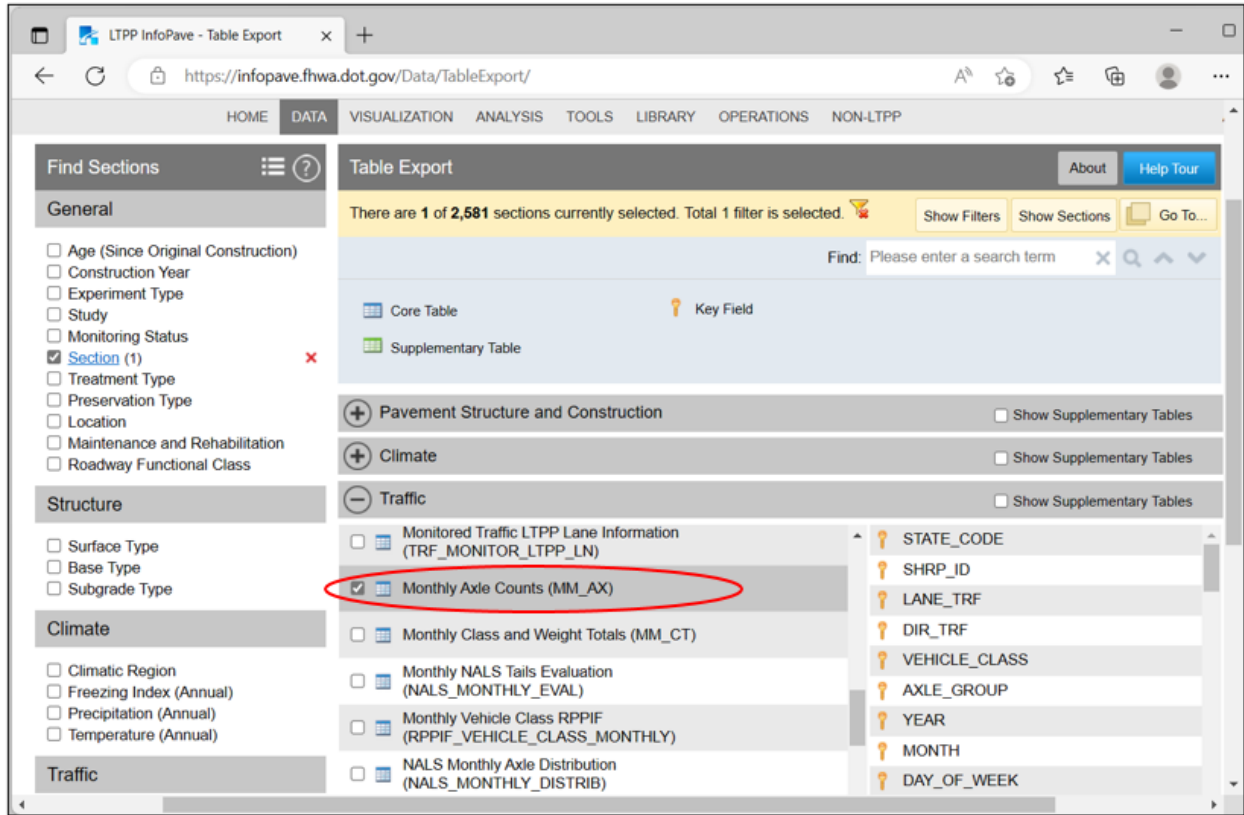 LTPP InfoPave - Table Export
https://infopave.fhwa.dot.gov/Data/TableExport/
HOME DATA VISUALIZATION ANALYSIS TOOLS LIBRARY OPERATIONS NON-LTPP
Find Sections
General
Age (Since Original Construction)
Construction Year
Experiment Type
Study
Monitoring Status
Section (1)
Treatment Type
Preservation Type
Location
Maintenance and Rehabilitation
Roadway Functional Class
Structure
Surface Type
Base Type
Subgrade Type
Climate
Climatic Region
Freezing Index (Annual)
Precipitation (Annual)
Temperature (Annual)
Traffic
Table Export
About
Help Tour
There are 1 of 2,581 sections currently selected. Total 1 filter is selected.
Show Filters
Show Sections
Go To...
Find: Please enter a search term
Core Table
Key Field
Supplementary Table
Pavement Structure and Construction
Show Supplementary Tables
Climate
Show Supplementary Tables
Traffic
Show Supplementary Tables
Monitored Traffic LTPP Lane Information
(TRF_MONITOR_LTPP_LN)
Monthly Axle Counts (MM_AX)
Monthly Class and Weight Totals (MM_CT)
Monthly NALS Tails Evaluation
(NALS_MONTHLY_EVAL)
Monthly Vehicle Class RPPIF
(RPPIF_VEHICLE_CLASS_MONTHLY)
NALS Monthly Axle Distribution
(NALS_MONTHLY_DISTRIB)
STATE_CODE
SHRP_ID
LANE_TRF
DIR_TRF
VEHICLE_CLASS
AXLE_GROUP
YEAR
MONTH
DAY_OF_WEEK